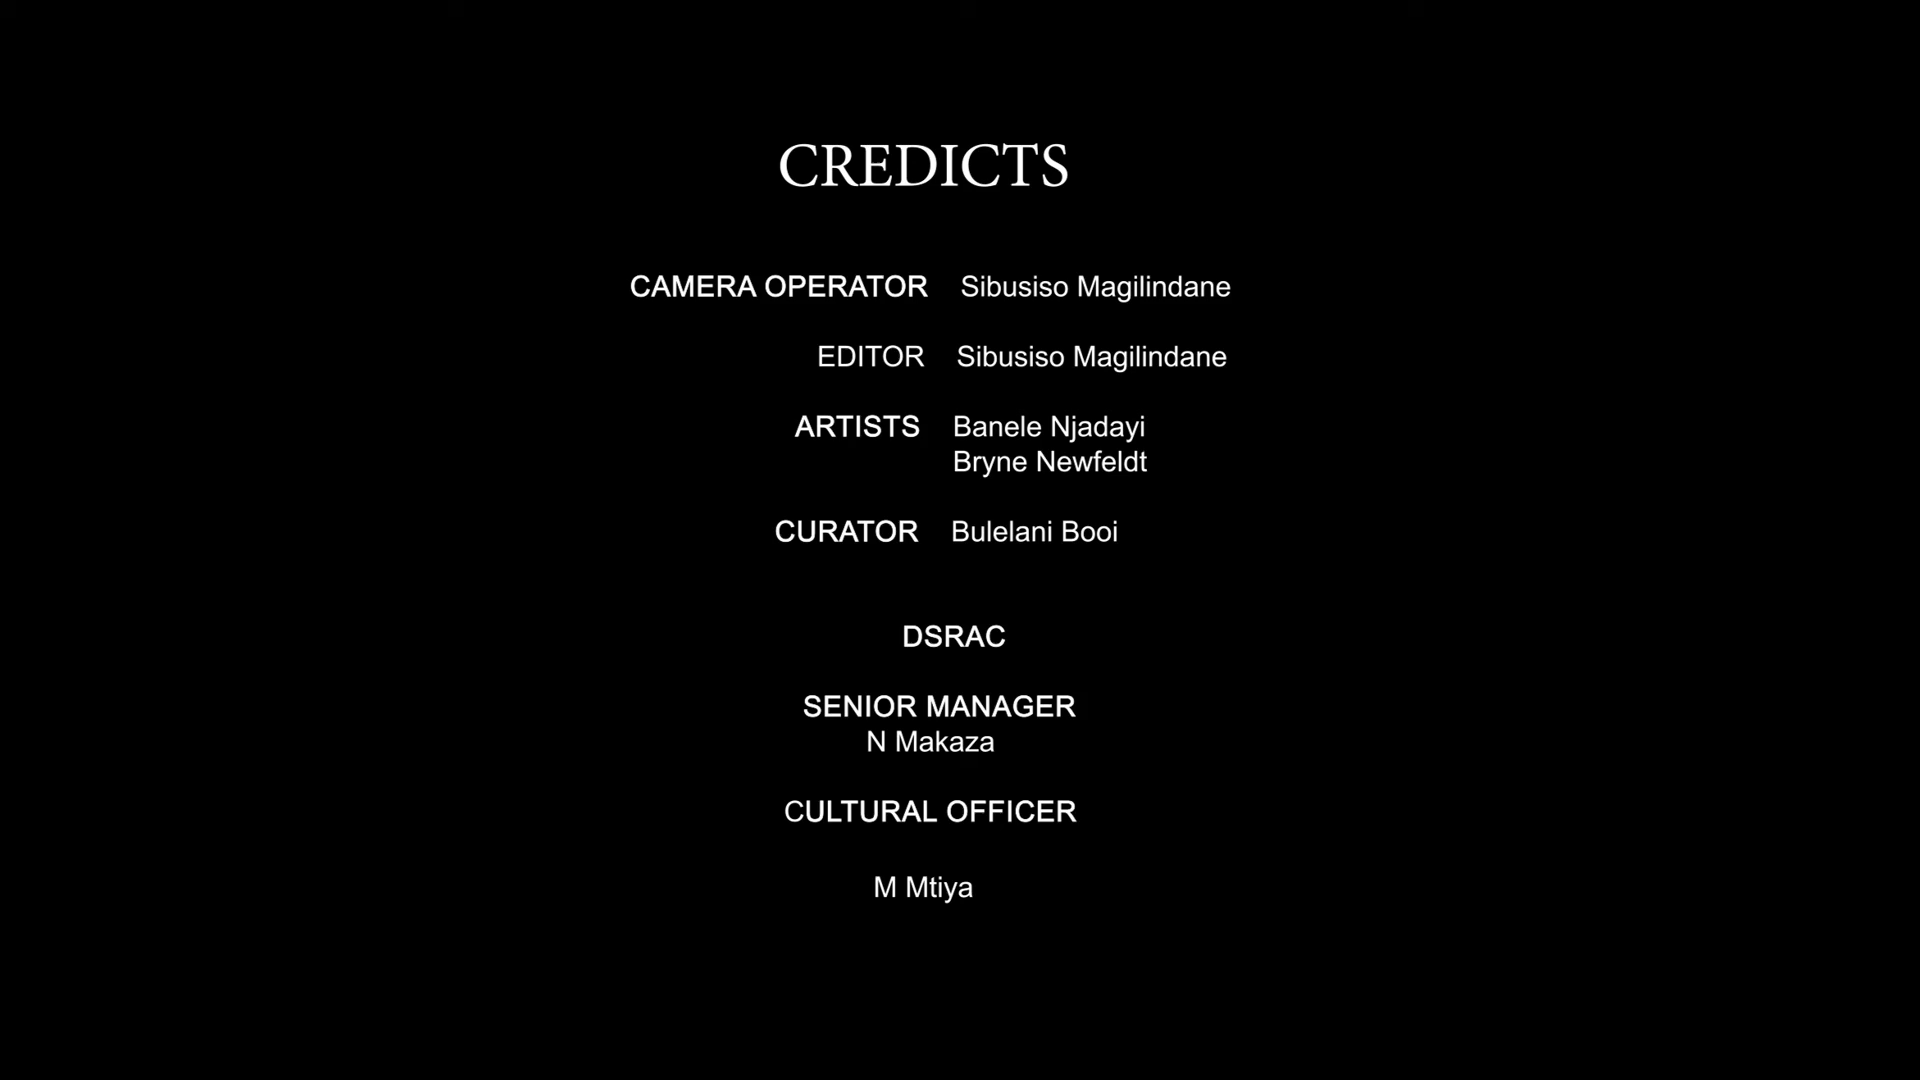 CREDICTS
CAMERA OPERATOR Sibusiso Magilindane
EDITOR Sibusiso Magilindane
ARTISTS Banele Njadayi
Bryne Newfeldt
CURATOR Bulelani Booi
DSRAC
SENIOR MANAGER
N Makaza
CULTURAL OFFICER
M Mtiya